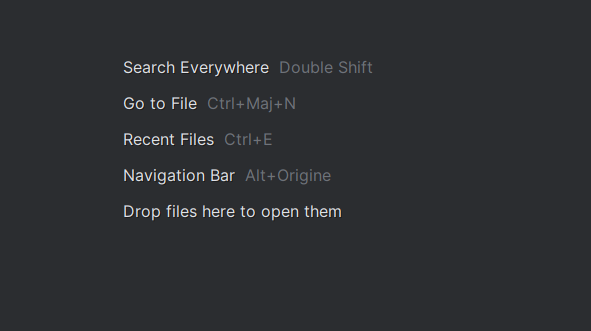 Search Everywhere Double Shift
Go to File Ctrl+Maj+N
Recent Files Ctrl+E
Navigation Bar Alt+Origine
Drop files here to open them